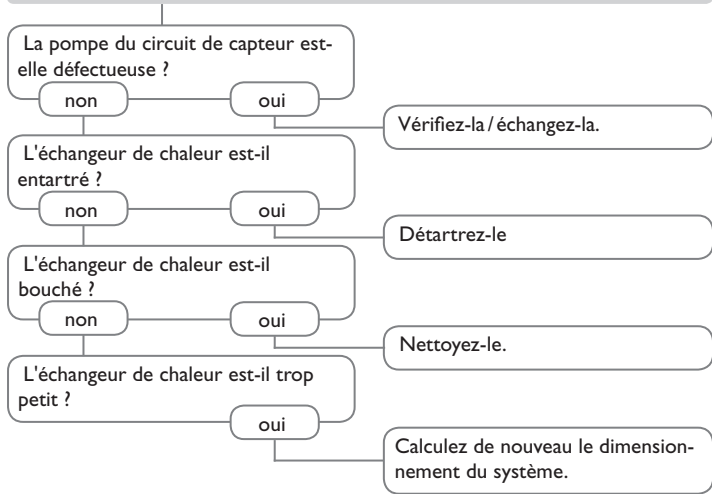 La pompe du circuit de capteur est-
elle défectueuse ?
non
oui
Vérifiez-la / échangez-la.
L'échangeur de chaleur est-il
entartré ?
non
oui
Détartrez-le
L'échangeur de chaleur est-il
bouché ?
non
oui
Nettoyez-le.
L'échangeur de chaleur est-il trop
petit ?
oui
Calculez de nouveau le dimension-
nement du système.